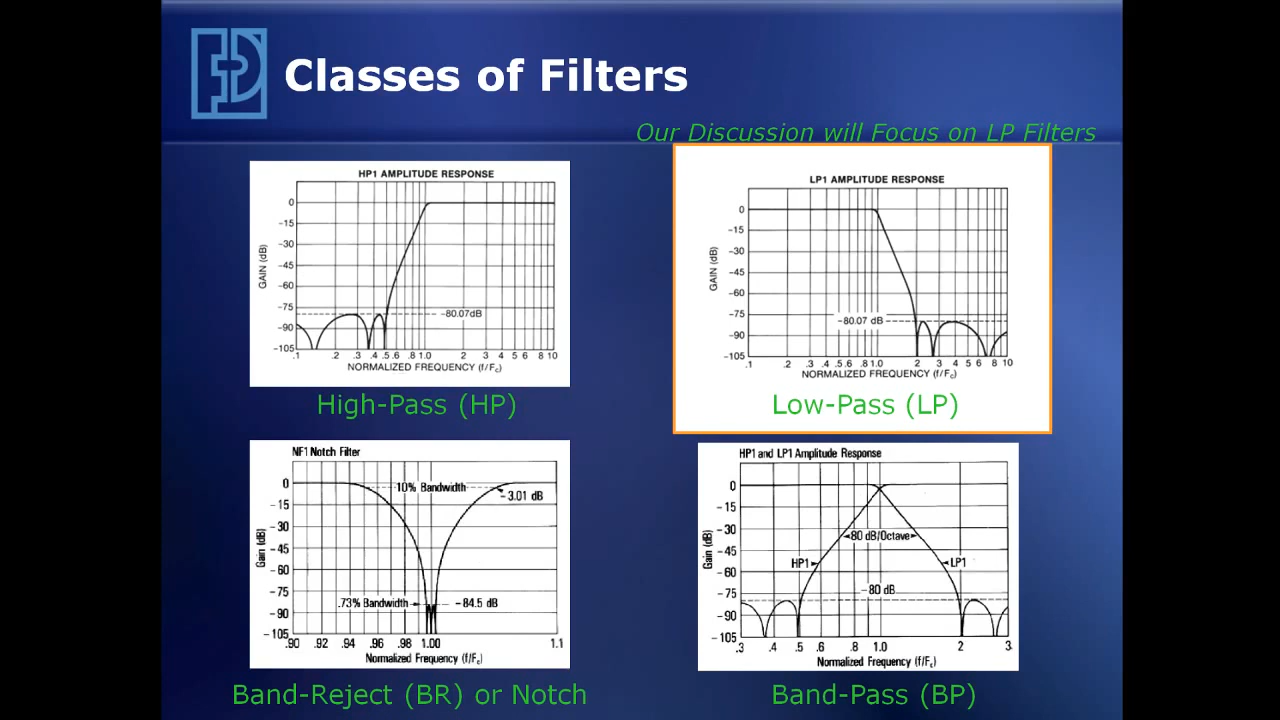 Classes of Filters
Our Discussion will Focus on LP Filters
HP1 AMPLITUDE RESPONSE
GAIN (dB)
0
-15
-30
-45
-60
-75
-90
-105
-80.07dB
.1 .2 .3 .4 .5 .6 .8 1.0 2 3 4 5 6 8 10
NORMALIZED FREQUENCY (f/Fc)
High-Pass (HP)
LP1 AMPLITUDE RESPONSE
GAIN (dB)
0
-15
-30
-45
-60
-75
-90
-105
-80.07 dB
.1 .2 .3 .4 .5 .6 .8 1.0 2 3 4 5 6 8 10
NORMALIZED FREQUENCY (f/Fc)
Low-Pass (LP)
NF1 Notch Filter
Gain (dB)
0
-15
-30
-45
-60
-75
-90
-105
10% Bandwidth
-3.01 dB
.73% Bandwidth
-84.5 dB
.90 .92 .94 .96 .98 1.00 1.1
Normalized Frequency (f/Fc)
Band-Reject (BR) or Notch
HP1 and LP1 Amplitude Response
Gain (dB)
0
-15
-30
-45
-60
-75
-90
-105
80 dB/Octave
HP1
LP1
-80 dB
.3 .4 .5 .6 .8 1.0 2 3
Normalized Frequency (f/Fc)
Band-Pass (BP)